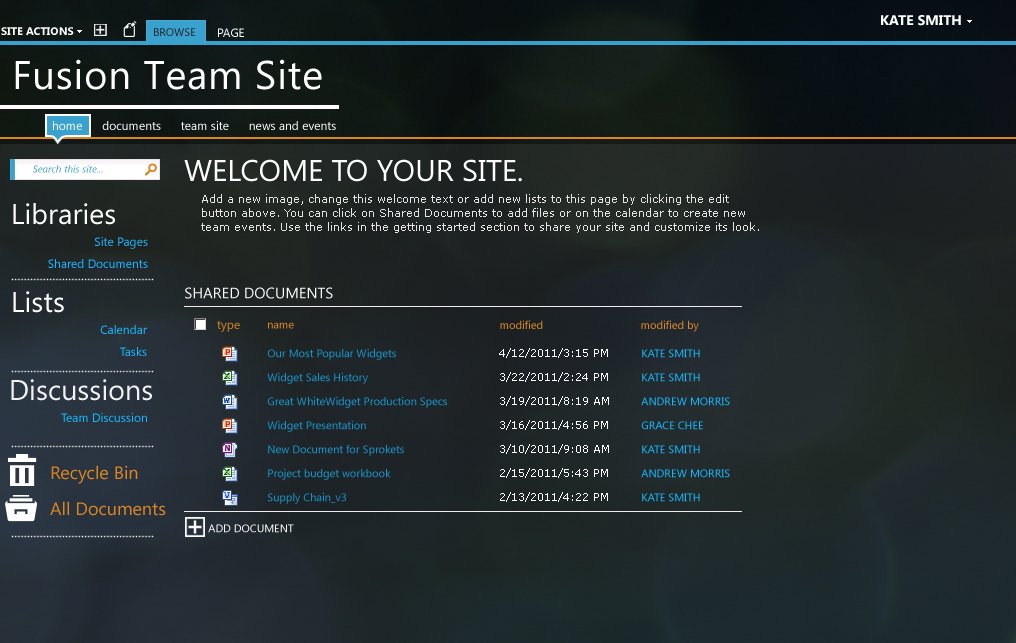 SITE ACTIONS
BROWSE
PAGE
KATE SMITH
Fusion Team Site
home documents team site news and events
Search this site...
WELCOME TO YOUR SITE.
Add a new image, change this welcome text or add new lists to this page by clicking the edit
button above. You can click on Shared Documents to add files or on the calendar to create new
team events. Use the links in the getting started section to share your site and customize its look.
Libraries
Site Pages
Shared Documents
Lists
Calendar
Tasks
Discussions
Team Discussion
Recycle Bin
All Documents
SHARED DOCUMENTS
type name modified modified by
Our Most Popular Widgets 4/12/2011/3:15 PM KATE SMITH
Widget Sales History 3/22/2011/2:24 PM KATE SMITH
Great WhiteWidget Production Specs 3/19/2011/8:19 AM ANDREW MORRIS
Widget Presentation 3/16/2011/4:56 PM GRACE CHEE
New Document for Sprokets 3/10/2011/9:08 AM KATE SMITH
Project budget workbook 2/15/2011/5:43 PM ANDREW MORRIS
Supply Chain_v3 2/13/2011/4:22 PM KATE SMITH
ADD DOCUMENT